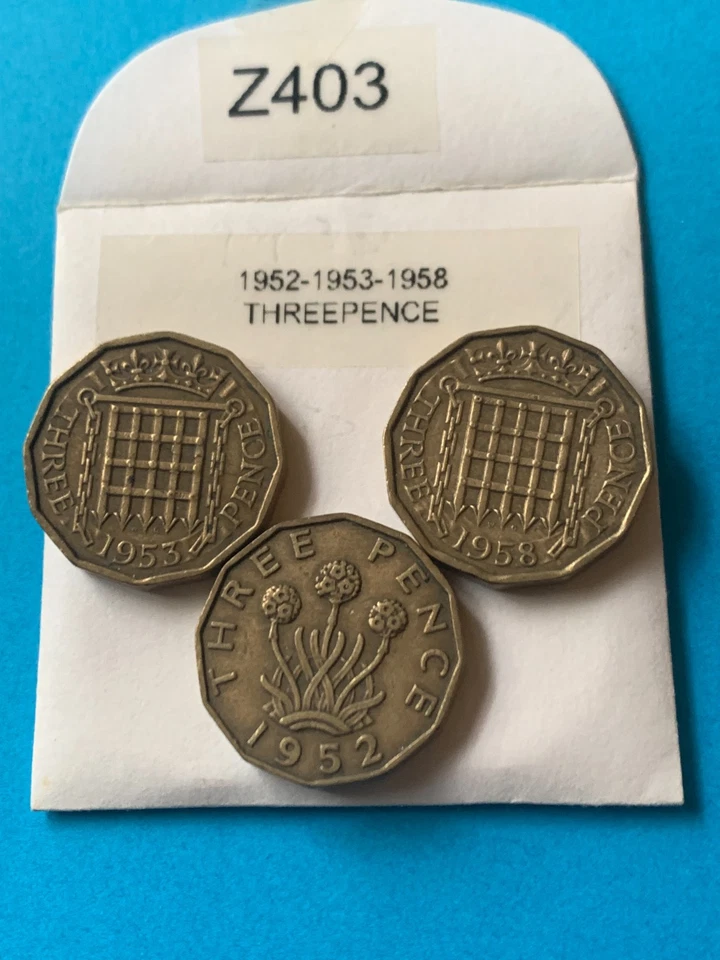 Z403
1952-1953-1958
THREEPENCE
THREE PENCE
1953
THREE PENCE
1958
THREE PENCE
1952